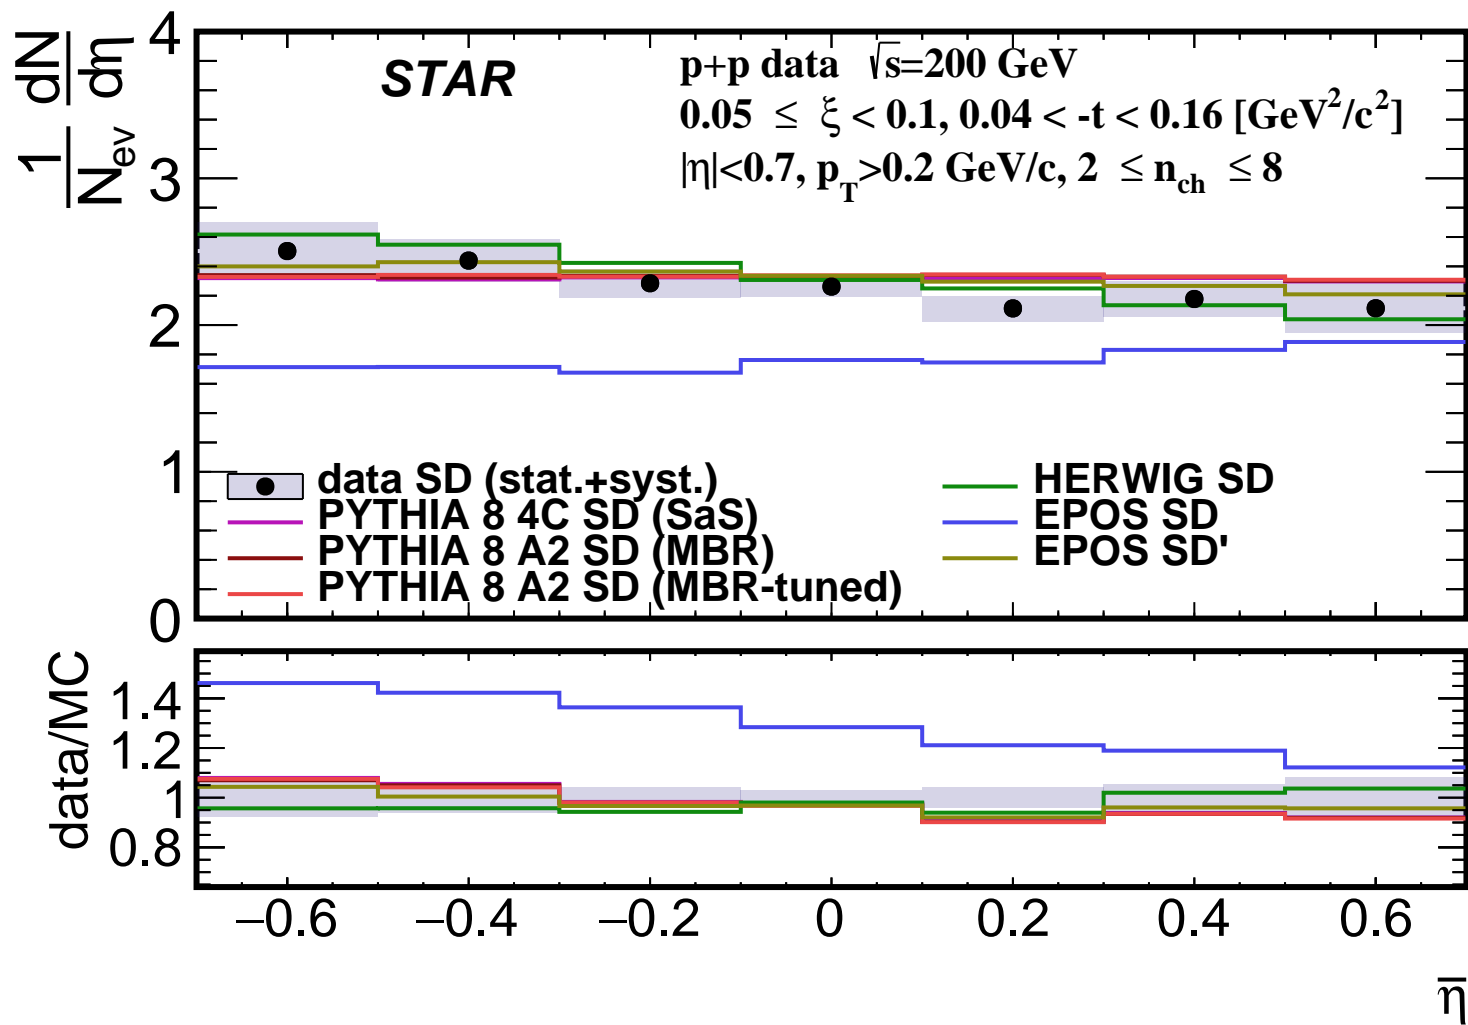 STAR
p+p data √s=200 GeV
0.05 ≤ ξ < 0.1, 0.04 < -t < 0.16 [GeV²/c²]
|η|<0.7, p_T>0.2 GeV/c, 2 ≤ n_ch ≤ 8
1/N_ev dN/dη
4
3
2
1
0
data SD (stat.+syst.)
PYTHIA 8 4C SD (SaS)
PYTHIA 8 A2 SD (MBR)
PYTHIA 8 A2 SD (MBR-tuned)
HERWIG SD
EPOS SD
EPOS SD'
data/MC
1.4
1.2
1
0.8
−0.6 −0.4 −0.2 0 0.2 0.4 0.6
η̅